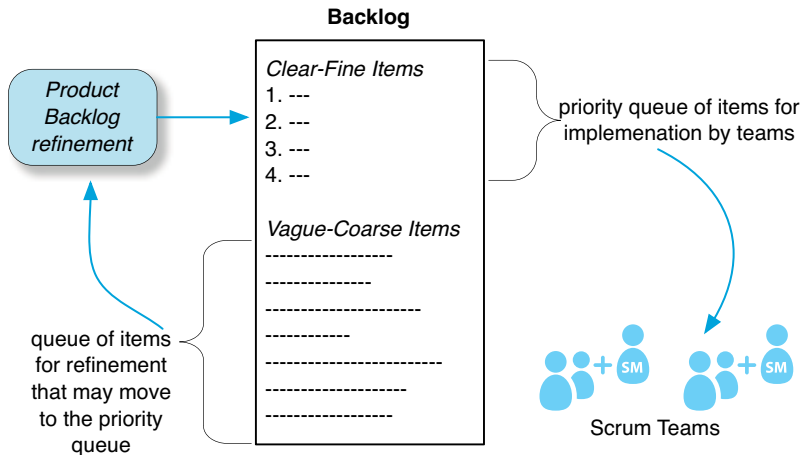 Backlog
Product
Backlog
refinement
Clear-Fine Items
1. ---
2. ---
3. ---
4. ---
priority queue of items for
implemenation by teams
Vague-Coarse Items
-------------------
---------------
-----------------------
------------
--------------------------
---------------------
-------------------
queue of items
for refinement
that may move
to the priority
queue
+ SM
+ SM
Scrum Teams